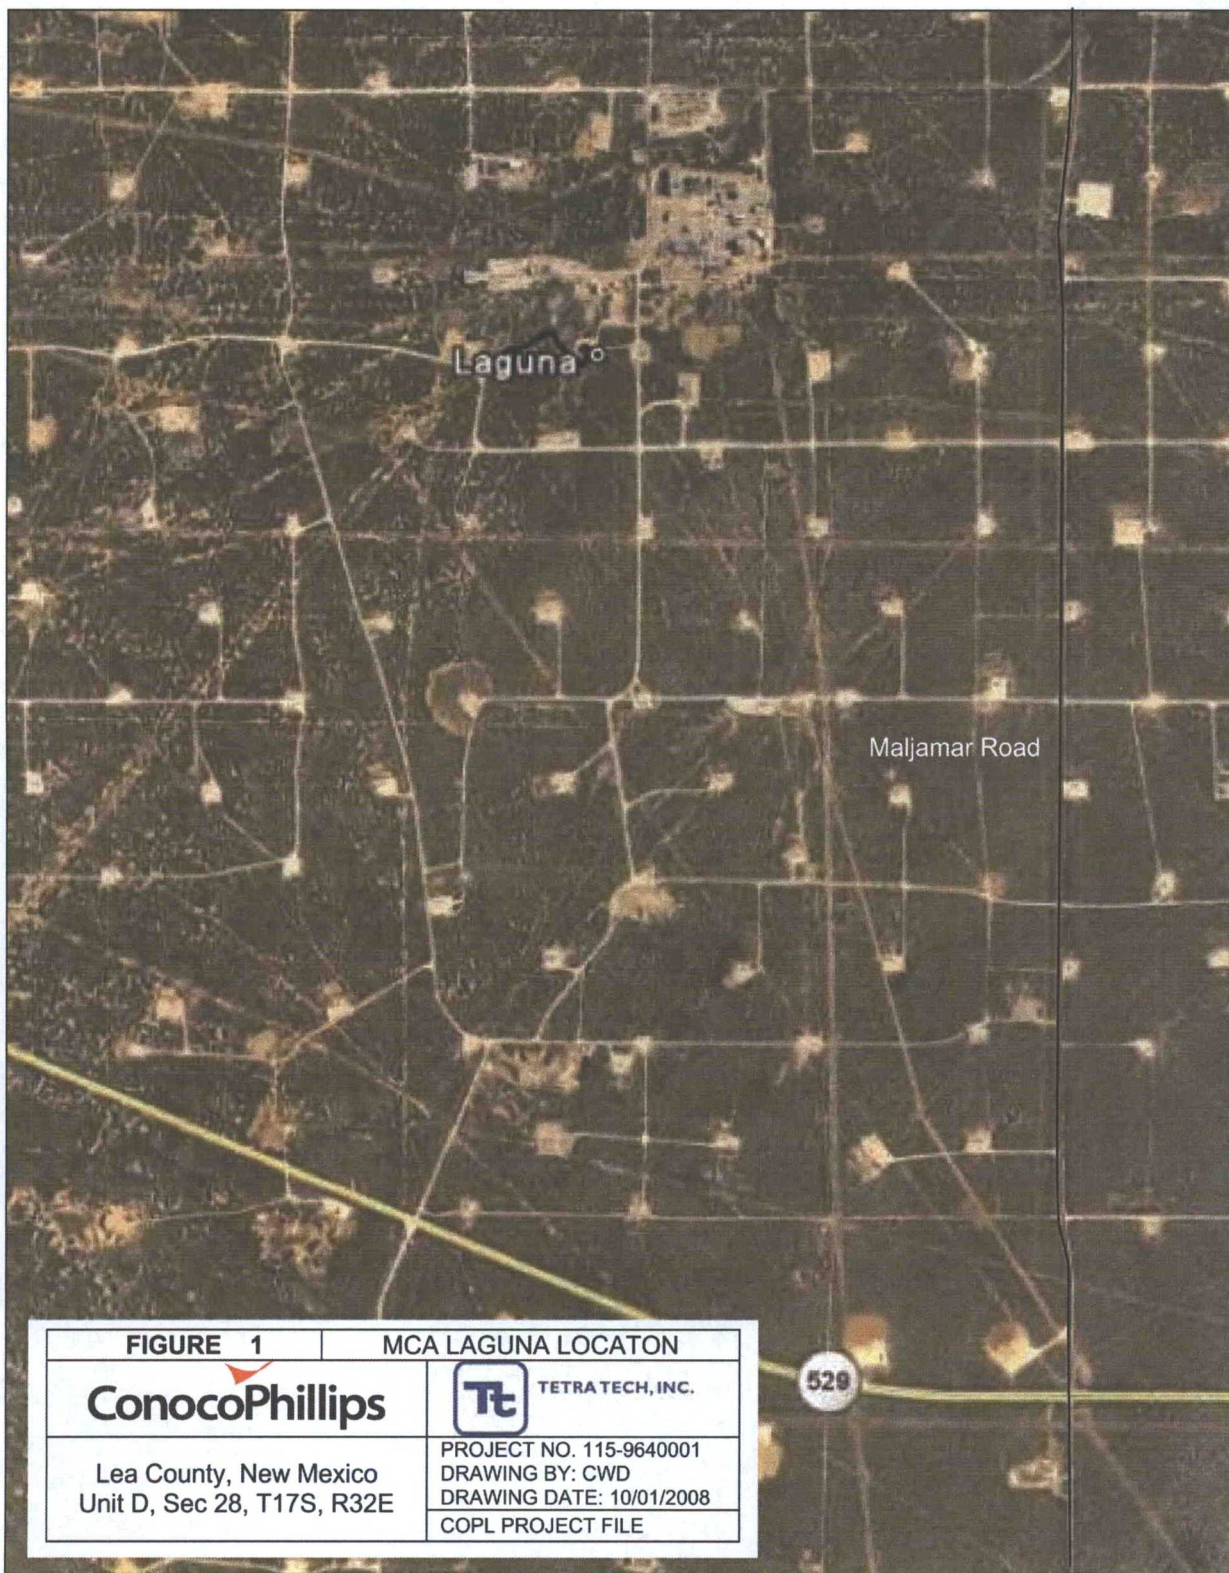 Laguna
Maljamar Road
529
FIGURE 1
MCA LAGUNA LOCATON
ConocoPhillips
Tt
TETRA TECH, INC.
Lea County, New Mexico
Unit D, Sec 28, T17S, R32E
PROJECT NO. 115-9640001
DRAWING BY: CWD
DRAWING DATE: 10/01/2008
COPL PROJECT FILE